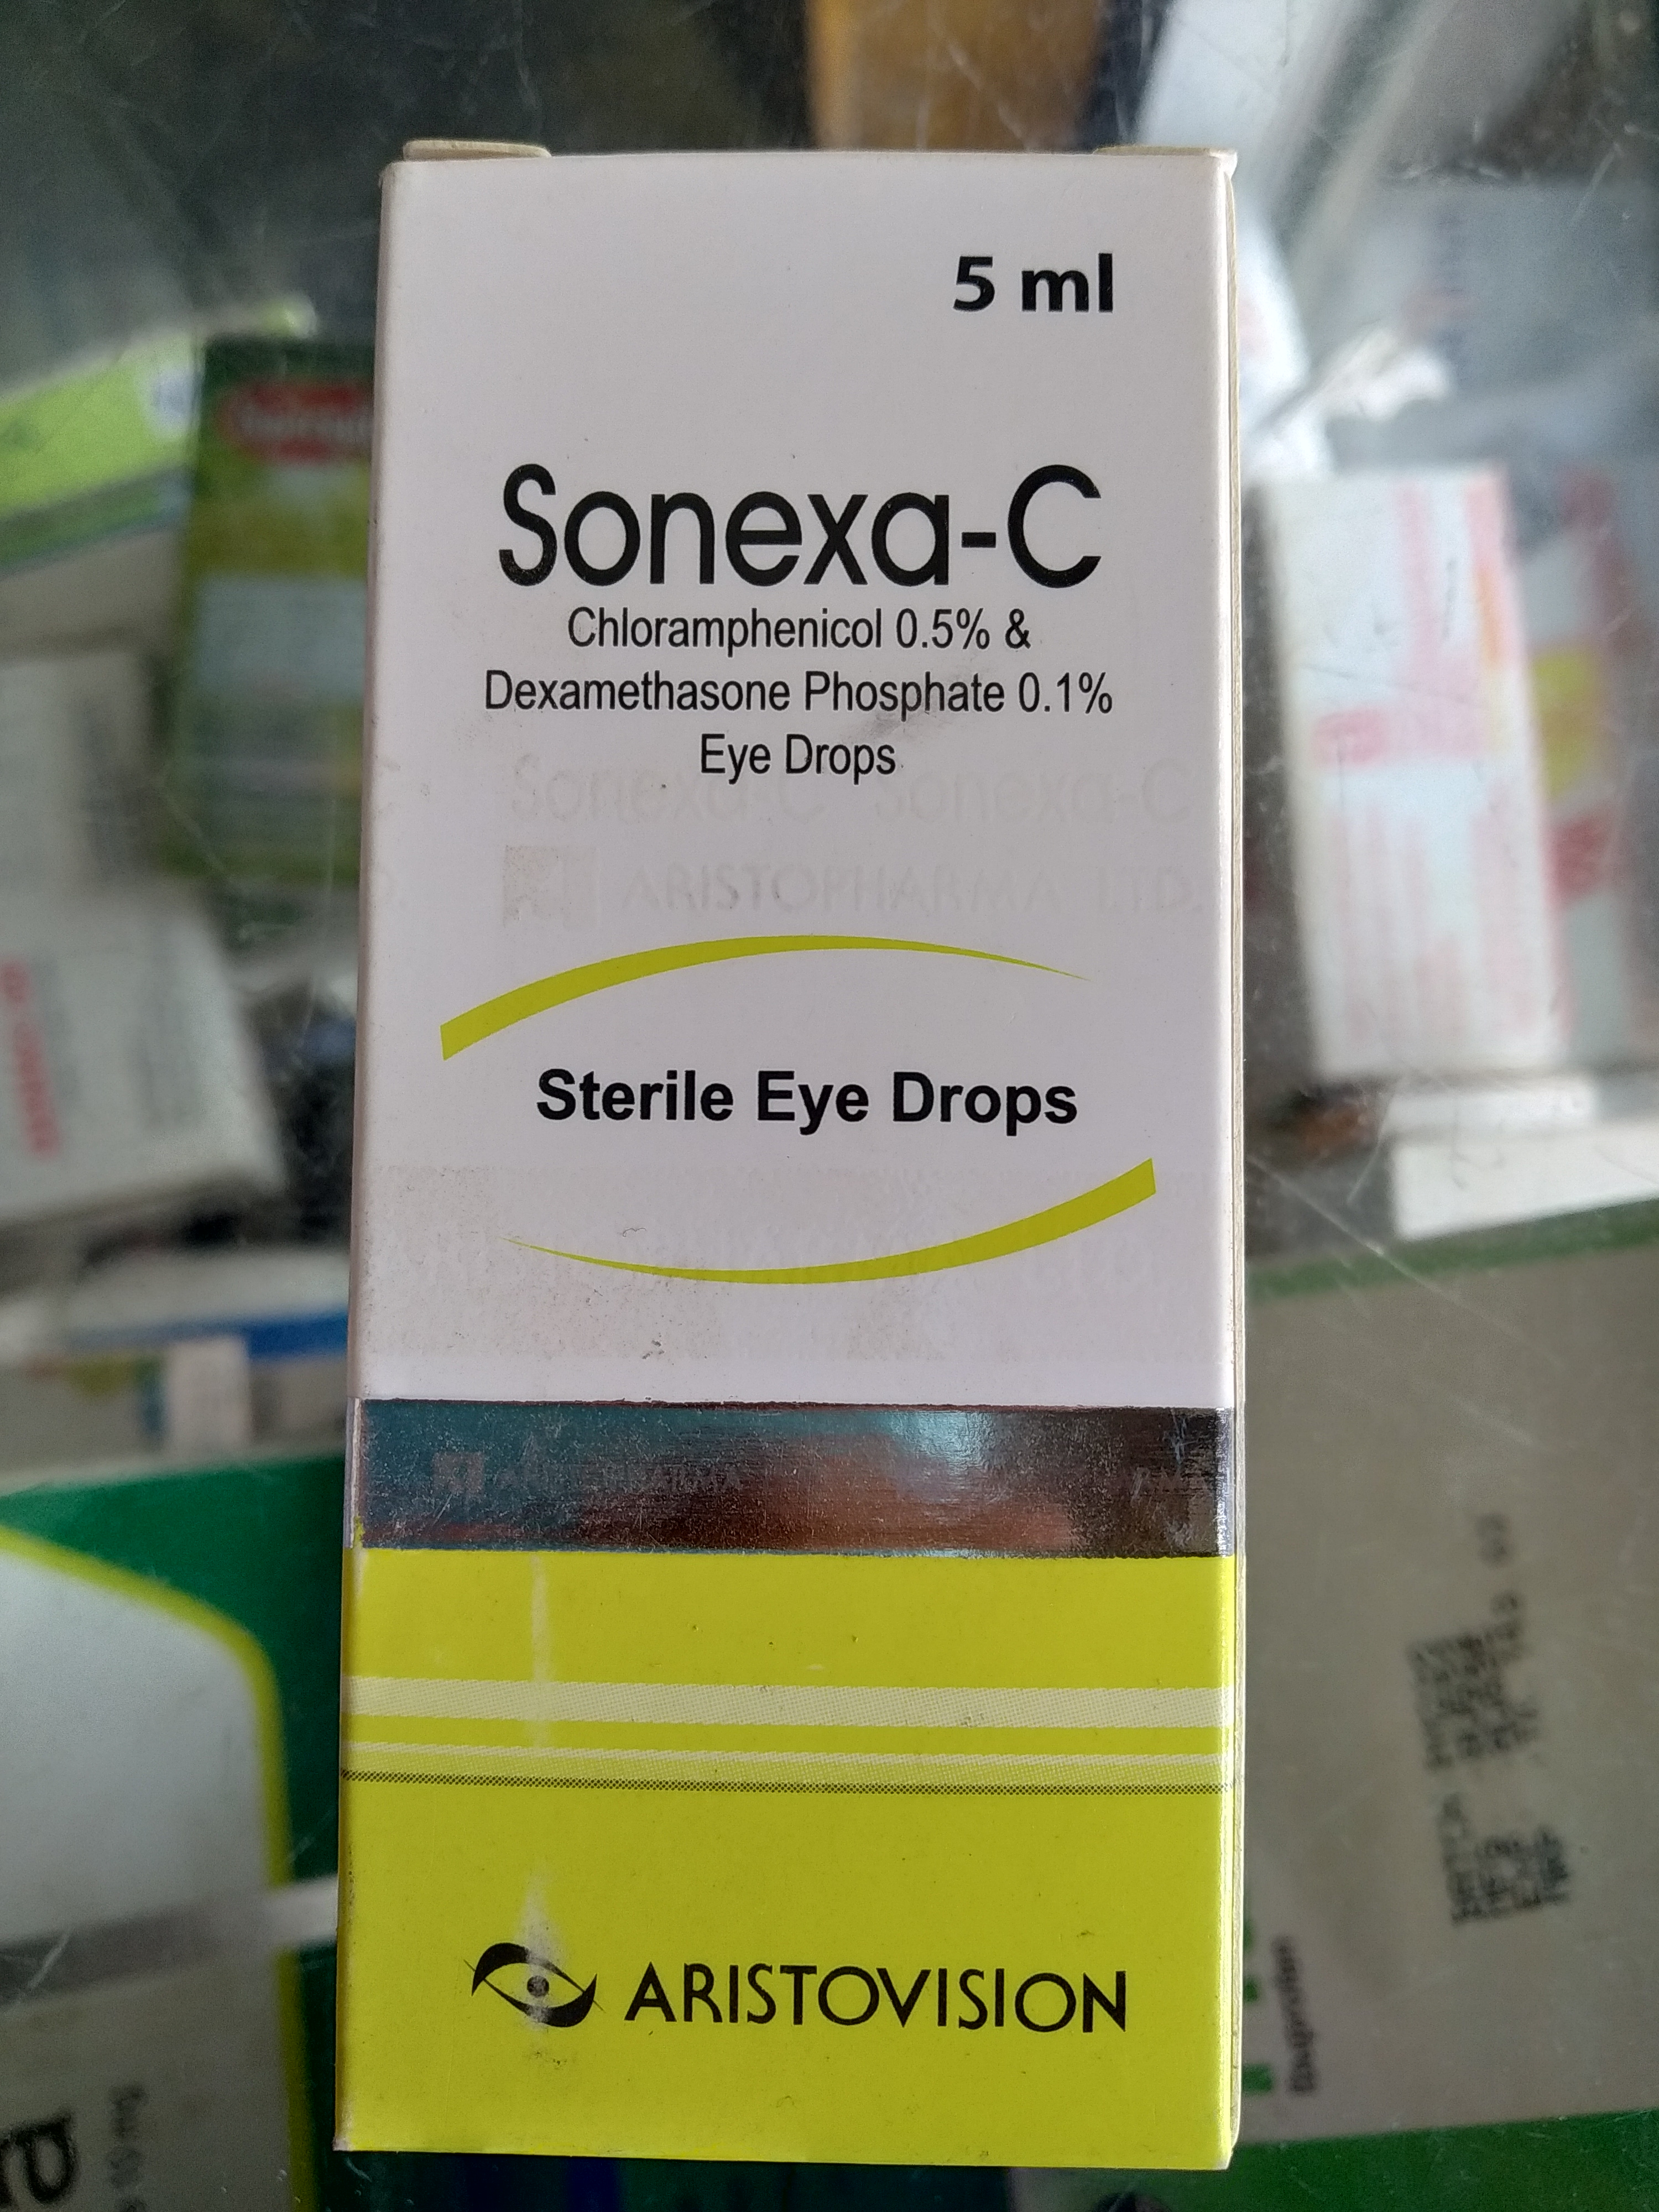 5 ml
Sonexa-C
Chloramphenicol 0.5% &
Dexamethasone Phosphate 0.1%
Eye Drops
Sonexa-C Sonexa-C
ARISTOPHARMA LTD.
Sterile Eye Drops
ARISTOPHARMA
ARISTOVISION